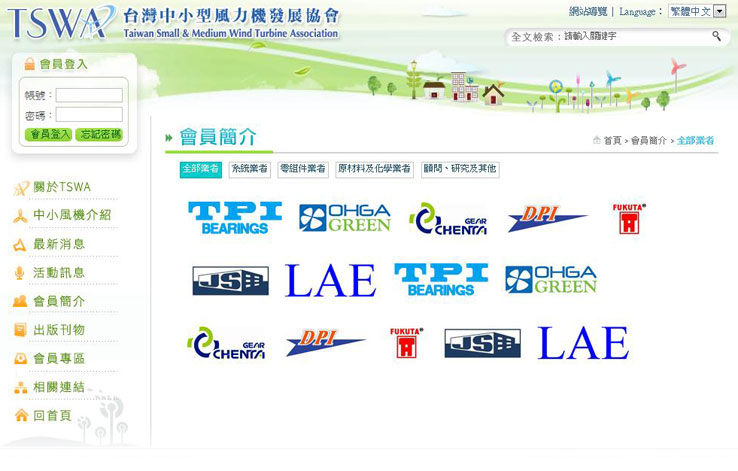 TSWA 台灣中小型風力機發展協會
Taiwan Small & Medium Wind Turbine Association
網站導覽 | Language： 繁體中文
全文檢索： 請輸入關鍵字
會員登入
帳號：
密碼：
會員登入 忘記密碼
關於TSWA
中小風機介紹
最新消息
活動訊息
會員簡介
出版刊物
會員專區
相關連結
回首頁
會員簡介
首頁 > 會員簡介 > 全部業者
全部業者 系統業者 零組件業者 原材料及化學業者 顧問、研究及其他
TPI BEARINGS OHGA GREEN GEAR CHENTA DPI FUKUTA®
JSW LAE TPI BEARINGS OHGA GREEN
GEAR CHENTA DPI FUKUTA® JSW LAE